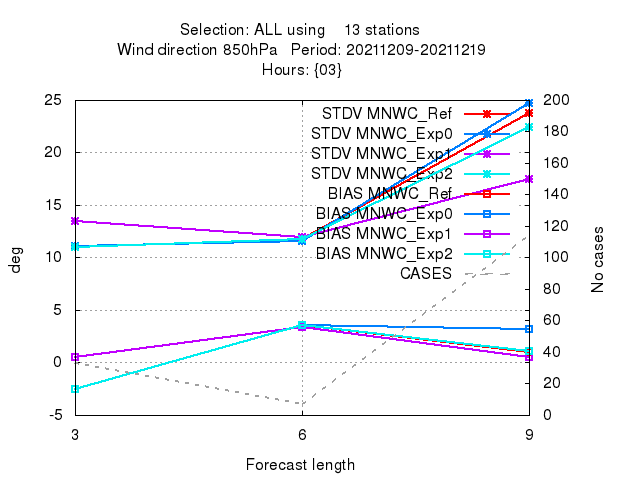 Selection: ALL using 13 stations
Wind direction 850hPa Period: 20211209-20211219
Hours: {03}
25
20
15
10
5
0
-5
deg
200
180
160
140
120
100
80
60
40
20
0
No cases
STDV MNWC_Ref
STDV MNWC_Exp0
STDV MNWC_Exp1
STDV MNWC_Exp2
BIAS MNWC_Ref
BIAS MNWC_Exp0
BIAS MNWC_Exp1
BIAS MNWC_Exp2
CASES
3 6 9
Forecast length